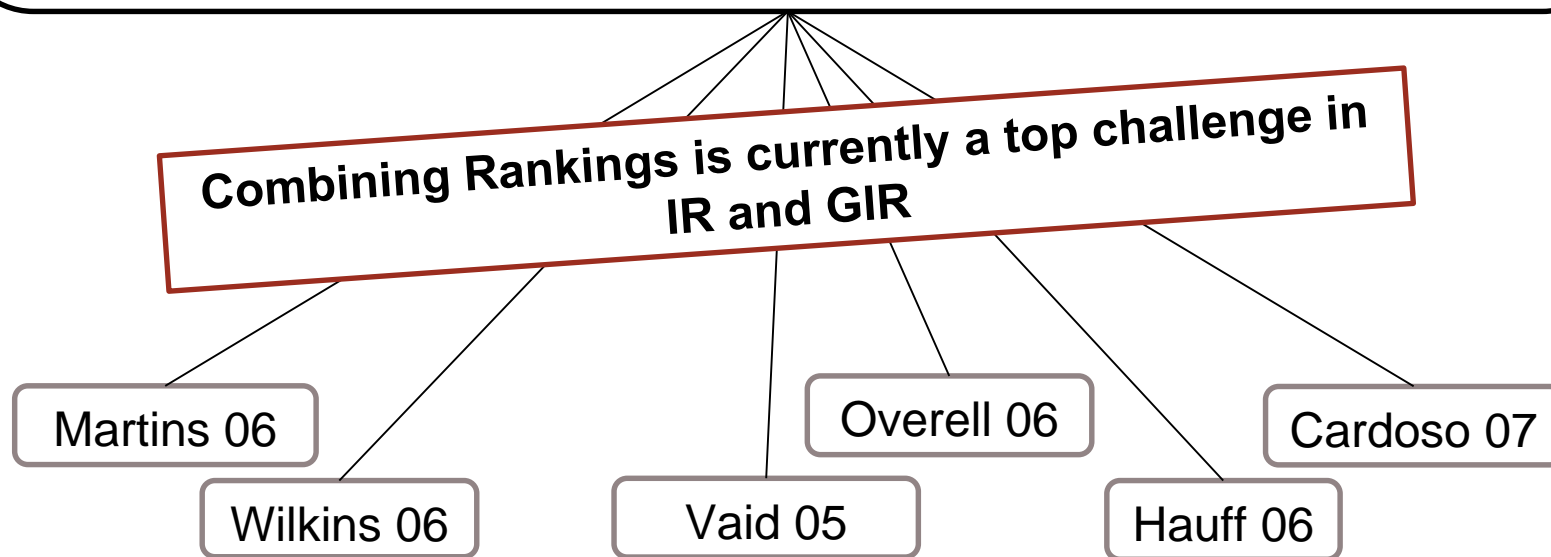 Combining Rankings is currently a top challenge in
IR and GIR
Martins 06
Overell 06
Cardoso 07
Wilkins 06
Vaid 05
Hauff 06